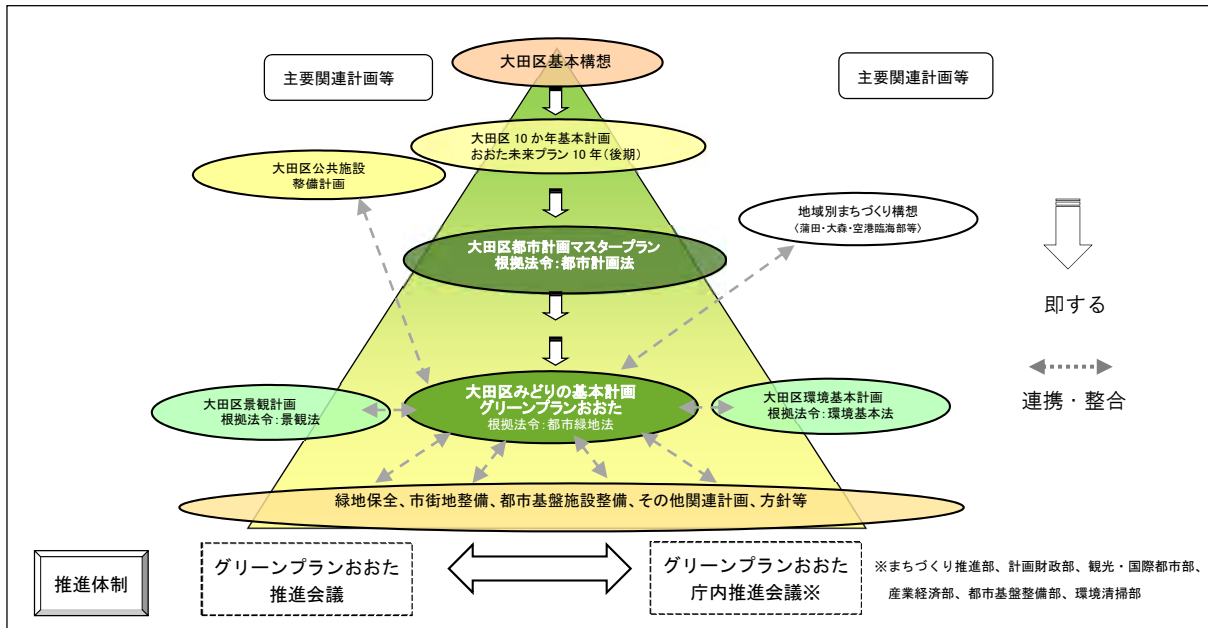 大田区基本構想
主要関連計画等
主要関連計画等
大田区 10 か年基本計画
おおた未来プラン 10 年(後期)
大田区公共施設
整備計画
地域別まちづくり構想
（蒲田・大森・空港臨海部等）
大田区都市計画マスタープラン
根拠法令：都市計画法
即する
大田区みどりの基本計画
グリーンプランおおた
根拠法令：都市緑地法
大田区景観計画
根拠法令：景観法
大田区環境基本計画
根拠法令：環境基本法
連携・整合
緑地保全、市街地整備、都市基盤施設整備、その他関連計画、方針等
推進体制
グリーンプランおおた
推進会議
グリーンプランおおた
庁内推進会議※
※まちづくり推進部、計画財政部、観光・国際都市部、
産業経済部、都市基盤整備部、環境清掃部